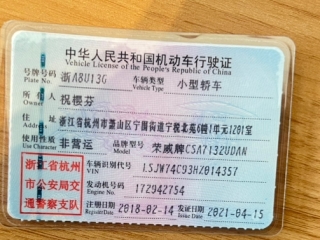 中华人民共和国机动车行驶证
Vehicle License of the People's Republic of China
号牌号码 浙A8U13G 车辆类型 小型轿车
Plate No. Vehicle Type
所有人 祝樱芬
Owner
住址 浙江省杭州市萧山区宁围街道宁税北苑6幢1单元1201室
Address
使用性质 非营运 品牌型号 荣威牌CSA7132UDAN
Use Character Model
浙江省杭州
市公安局交
通警察支队
车辆识别代号 LSJW74C93HZ014357
VIN
发动机号码 172942754
Engine No.
注册日期 2018-02-14 发证日期 2021-04-15
Register Date Issue Date